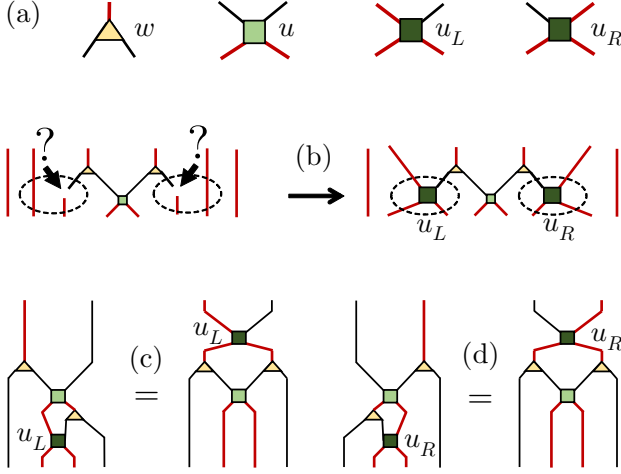 (a) w u u_L u_R
? ? (b)
u_L u_R
(c) u_L (d) u_R
u_L = u_R =